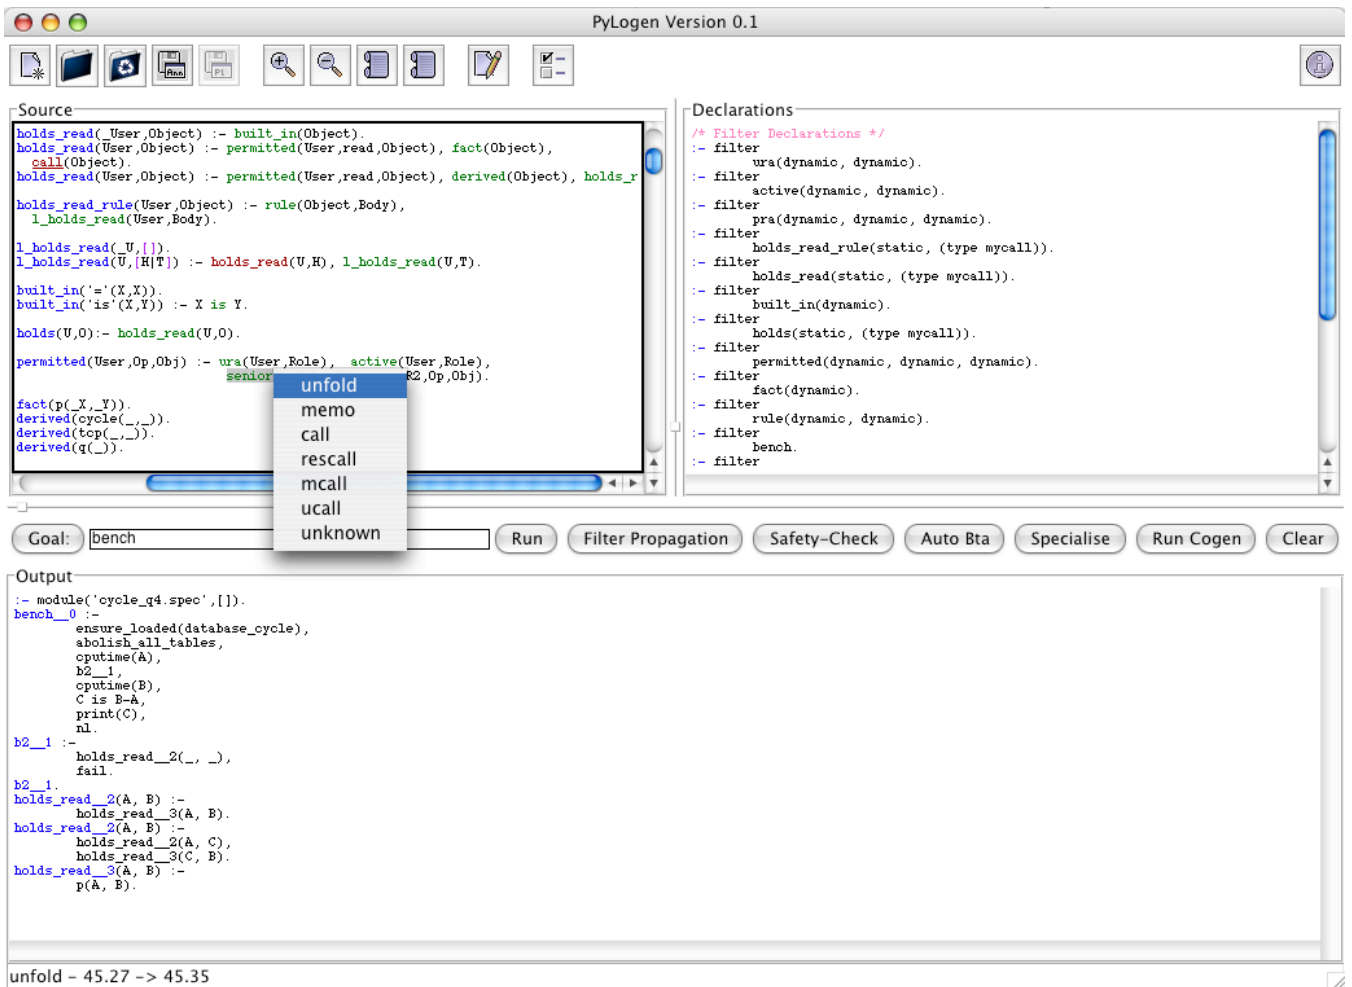 PyLogen Version 0.1
Ann
PL
Source
holds_read(_User,Object) :- built_in(Object).
holds_read(User,Object) :- permitted(User,read,Object), fact(Object),
call(Object).
holds_read(User,Object) :- permitted(User,read,Object), derived(Object), holds_r
holds_read_rule(User,Object) :- rule(Object,Body),
l_holds_read(User,Body).
l_holds_read(_U,[]).
l_holds_read(U,[H|T]) :- holds_read(U,H), l_holds_read(U,T).
built_in('='(X,X)).
built_in('is'(X,Y)) :- X is Y.
holds(U,O):- holds_read(U,O).
permitted(User,Op,Obj) :- ura(User,Role), active(User,Role),
senior R2,Op,Obj).
fact(p(_X,_Y)).
derived(cycle(_,_)).
derived(tcp(_,_)).
derived(q(_)).
unfold
memo
call
rescall
mcall
ucall
unknown
Declarations
/* Filter Declarations */
:- filter
ura(dynamic, dynamic).
:- filter
active(dynamic, dynamic).
:- filter
pra(dynamic, dynamic, dynamic).
:- filter
holds_read_rule(static, (type mycall)).
:- filter
holds_read(static, (type mycall)).
:- filter
built_in(dynamic).
:- filter
holds(static, (type mycall)).
:- filter
permitted(dynamic, dynamic, dynamic).
:- filter
fact(dynamic).
:- filter
rule(dynamic, dynamic).
:- filter
bench.
:- filter
Goal: bench Run Filter Propagation Safety-Check Auto Bta Specialise Run Cogen Clear
Output
:- module('cycle_q4.spec',[]).
bench__0 :-
ensure_loaded(database_cycle),
abolish_all_tables,
cputime(A),
b2__1,
cputime(B),
C is B-A,
print(C),
nl.
b2__1 :-
holds_read__2(_, _),
fail.
b2__1.
holds_read__2(A, B) :-
holds_read__3(A, B).
holds_read__2(A, B) :-
holds_read__2(A, C),
holds_read__3(C, B).
holds_read__3(A, B) :-
p(A, B).
unfold - 45.27 -> 45.35